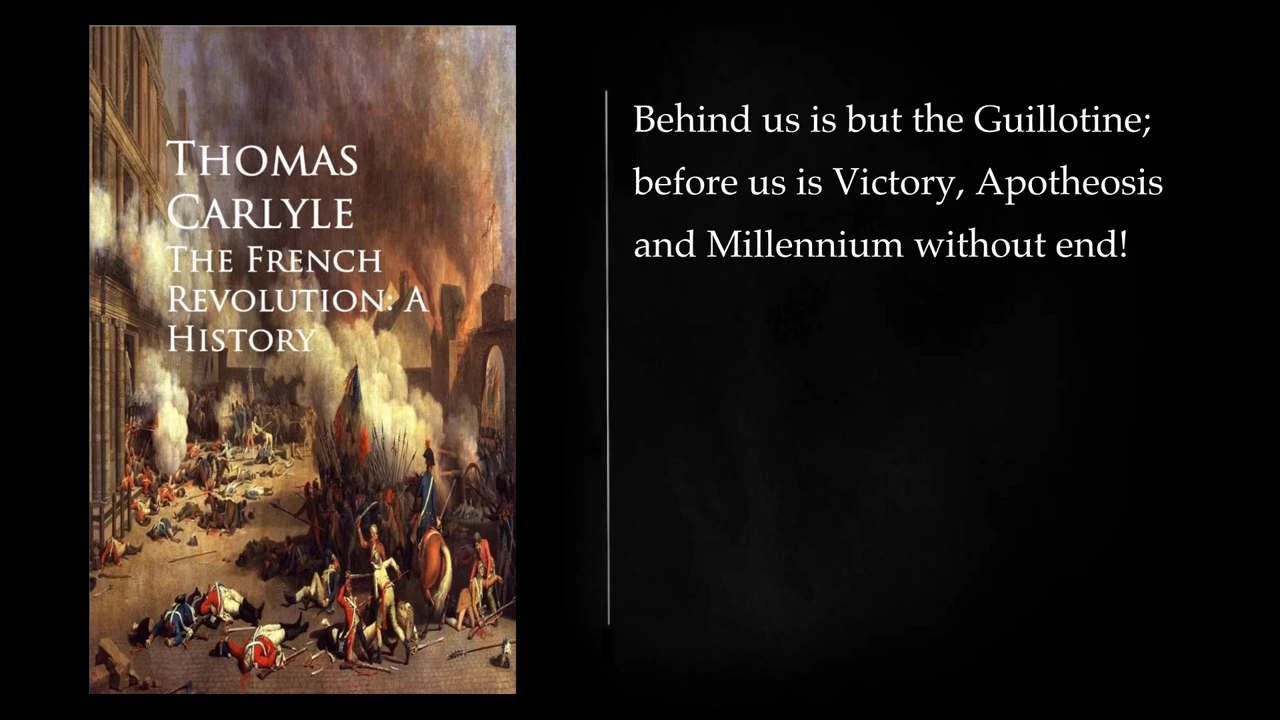 THOMAS
CARLYLE
THE FRENCH
REVOLUTION: A
HISTORY
Behind us is but the Guillotine;
before us is Victory, Apotheosis
and Millennium without end!